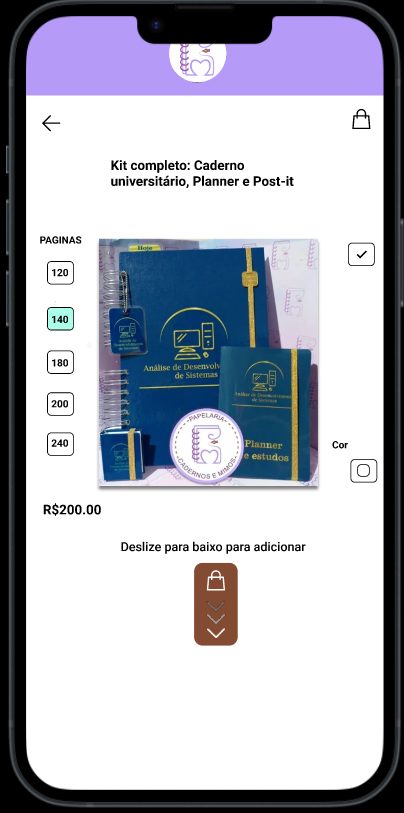 Kit completo: Caderno
universitário, Planner e Post-it
PAGINAS
120
140
180
200
240
Hoje
Análise de Desenvolv
de Sistemas
Análise de
Desenvolvimento
de Sistemas
Análise de Desenvolvimento
de Sistemas
Planner
e estudos
PAPELARIA
CADERNOS E MIMOS
Cor
R$200.00
Deslize para baixo para adicionar